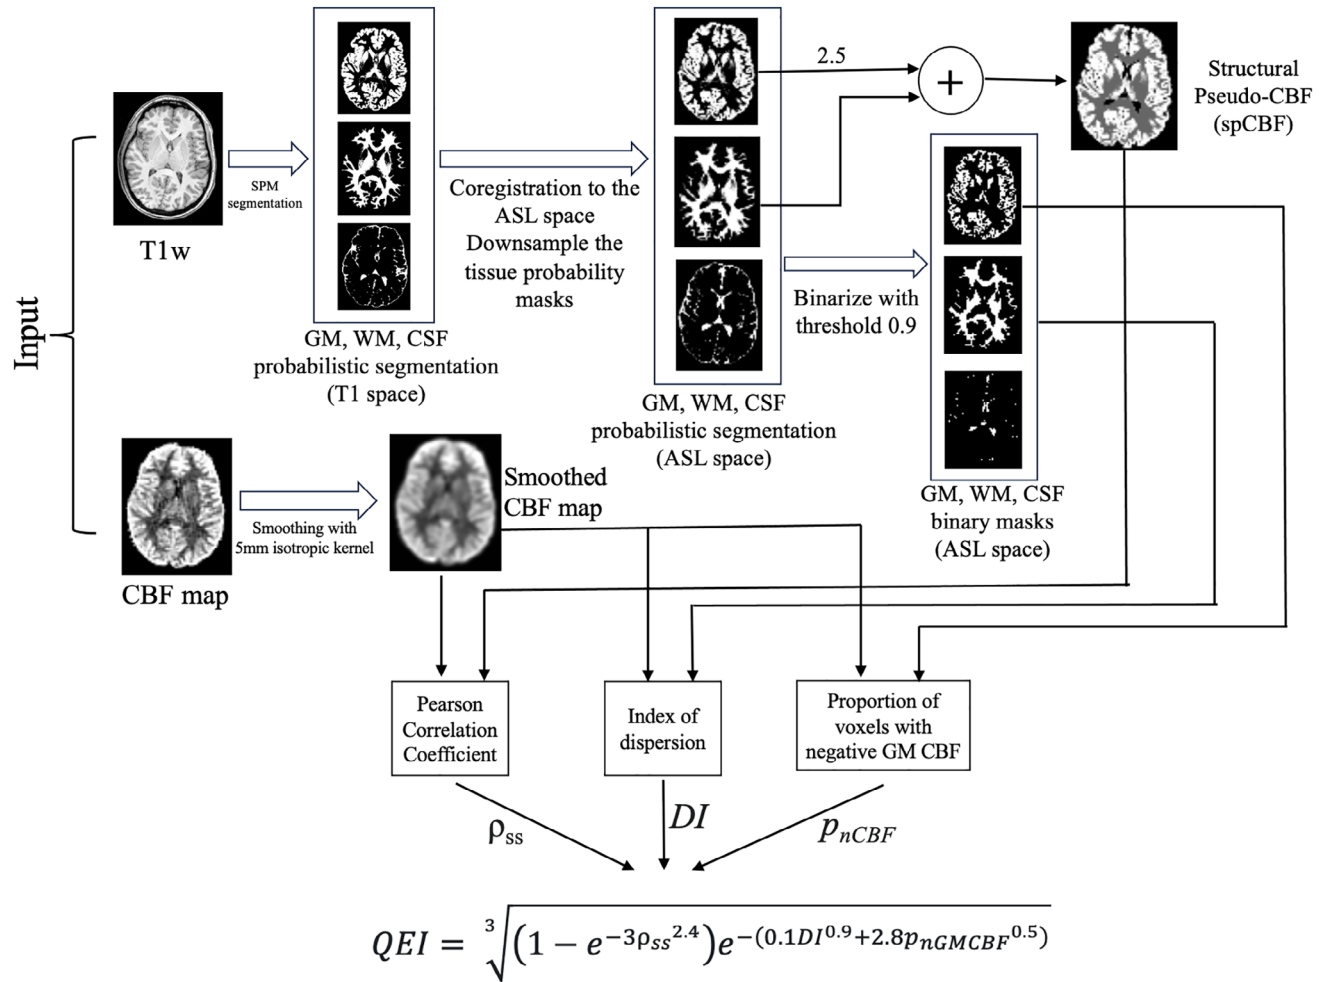 Input
T1w
SPM
segmentation
GM, WM, CSF
probabilistic segmentation
(T1 space)
Coregistration to the
ASL space
Downsample the
tissue probability
masks
GM, WM, CSF
probabilistic segmentation
(ASL space)
2.5
+
Structural
Pseudo-CBF
(spCBF)
Binarize with
threshold 0.9
GM, WM, CSF
binary masks
(ASL space)
CBF map
Smoothing with
5mm isotropic kernel
Smoothed
CBF map
Pearson
Correlation
Coefficient
Index of
dispersion
Proportion of
voxels with
negative GM CBF
ρss
DI
pnCBF
QEI = ∛((1 − e^(−3ρss^2.4))e^(−(0.1DI^0.9+2.8pnGMCBF^0.5)))